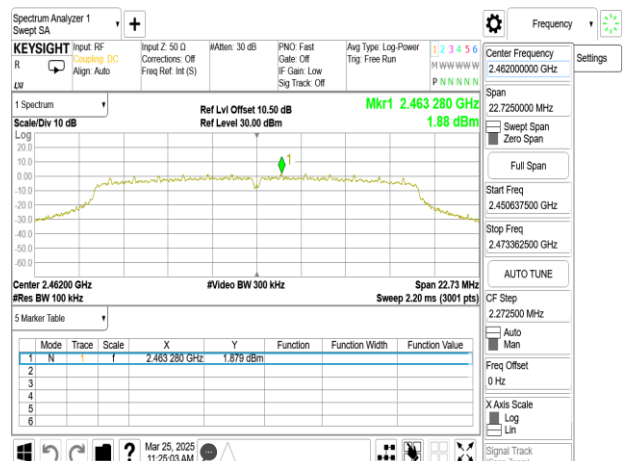 Spectrum Analyzer 1
Swept SA
+
Frequency
KEYSIGHT
R
LXI
Input: RF
Coupling: DC
Align: Auto
Input Z: 50 Ω
Corrections: Off
Freq Ref: Int (S)
#Atten: 30 dB
PNO: Fast
Gate: Off
IF Gain: Low
Sig Track: Off
Avg Type: Log-Power
Trig: Free Run
1 2 3 4 5 6
M W W W W W
P N N N N N
Center Frequency
2.462000000 GHz
Settings
Span
22.7250000 MHz
Swept Span
Zero Span
Full Span
Start Freq
2.450637500 GHz
Stop Freq
2.473362500 GHz
AUTO TUNE
CF Step
2.272500 MHz
Auto
Man
Freq Offset
0 Hz
X Axis Scale
Log
Lin
Signal Track
1 Spectrum
Scale/Div 10 dB
Ref Lvl Offset 10.50 dB
Ref Level 30.00 dBm
Mkr1 2.463 280 GHz
1.88 dBm
Log
20.0
10.0
0.00
-10.0
-20.0
-30.0
-40.0
-50.0
-60.0
1
Center 2.46200 GHz
#Res BW 100 kHz
#Video BW 300 kHz
Span 22.73 MHz
Sweep 2.20 ms (3001 pts)
5 Marker Table
Mode Trace Scale X Y Function Function Width Function Value
1 N 1 f 2.463 280 GHz 1.879 dBm
2
3
4
5
6
?
Mar 25, 2025
11:25:03 AM